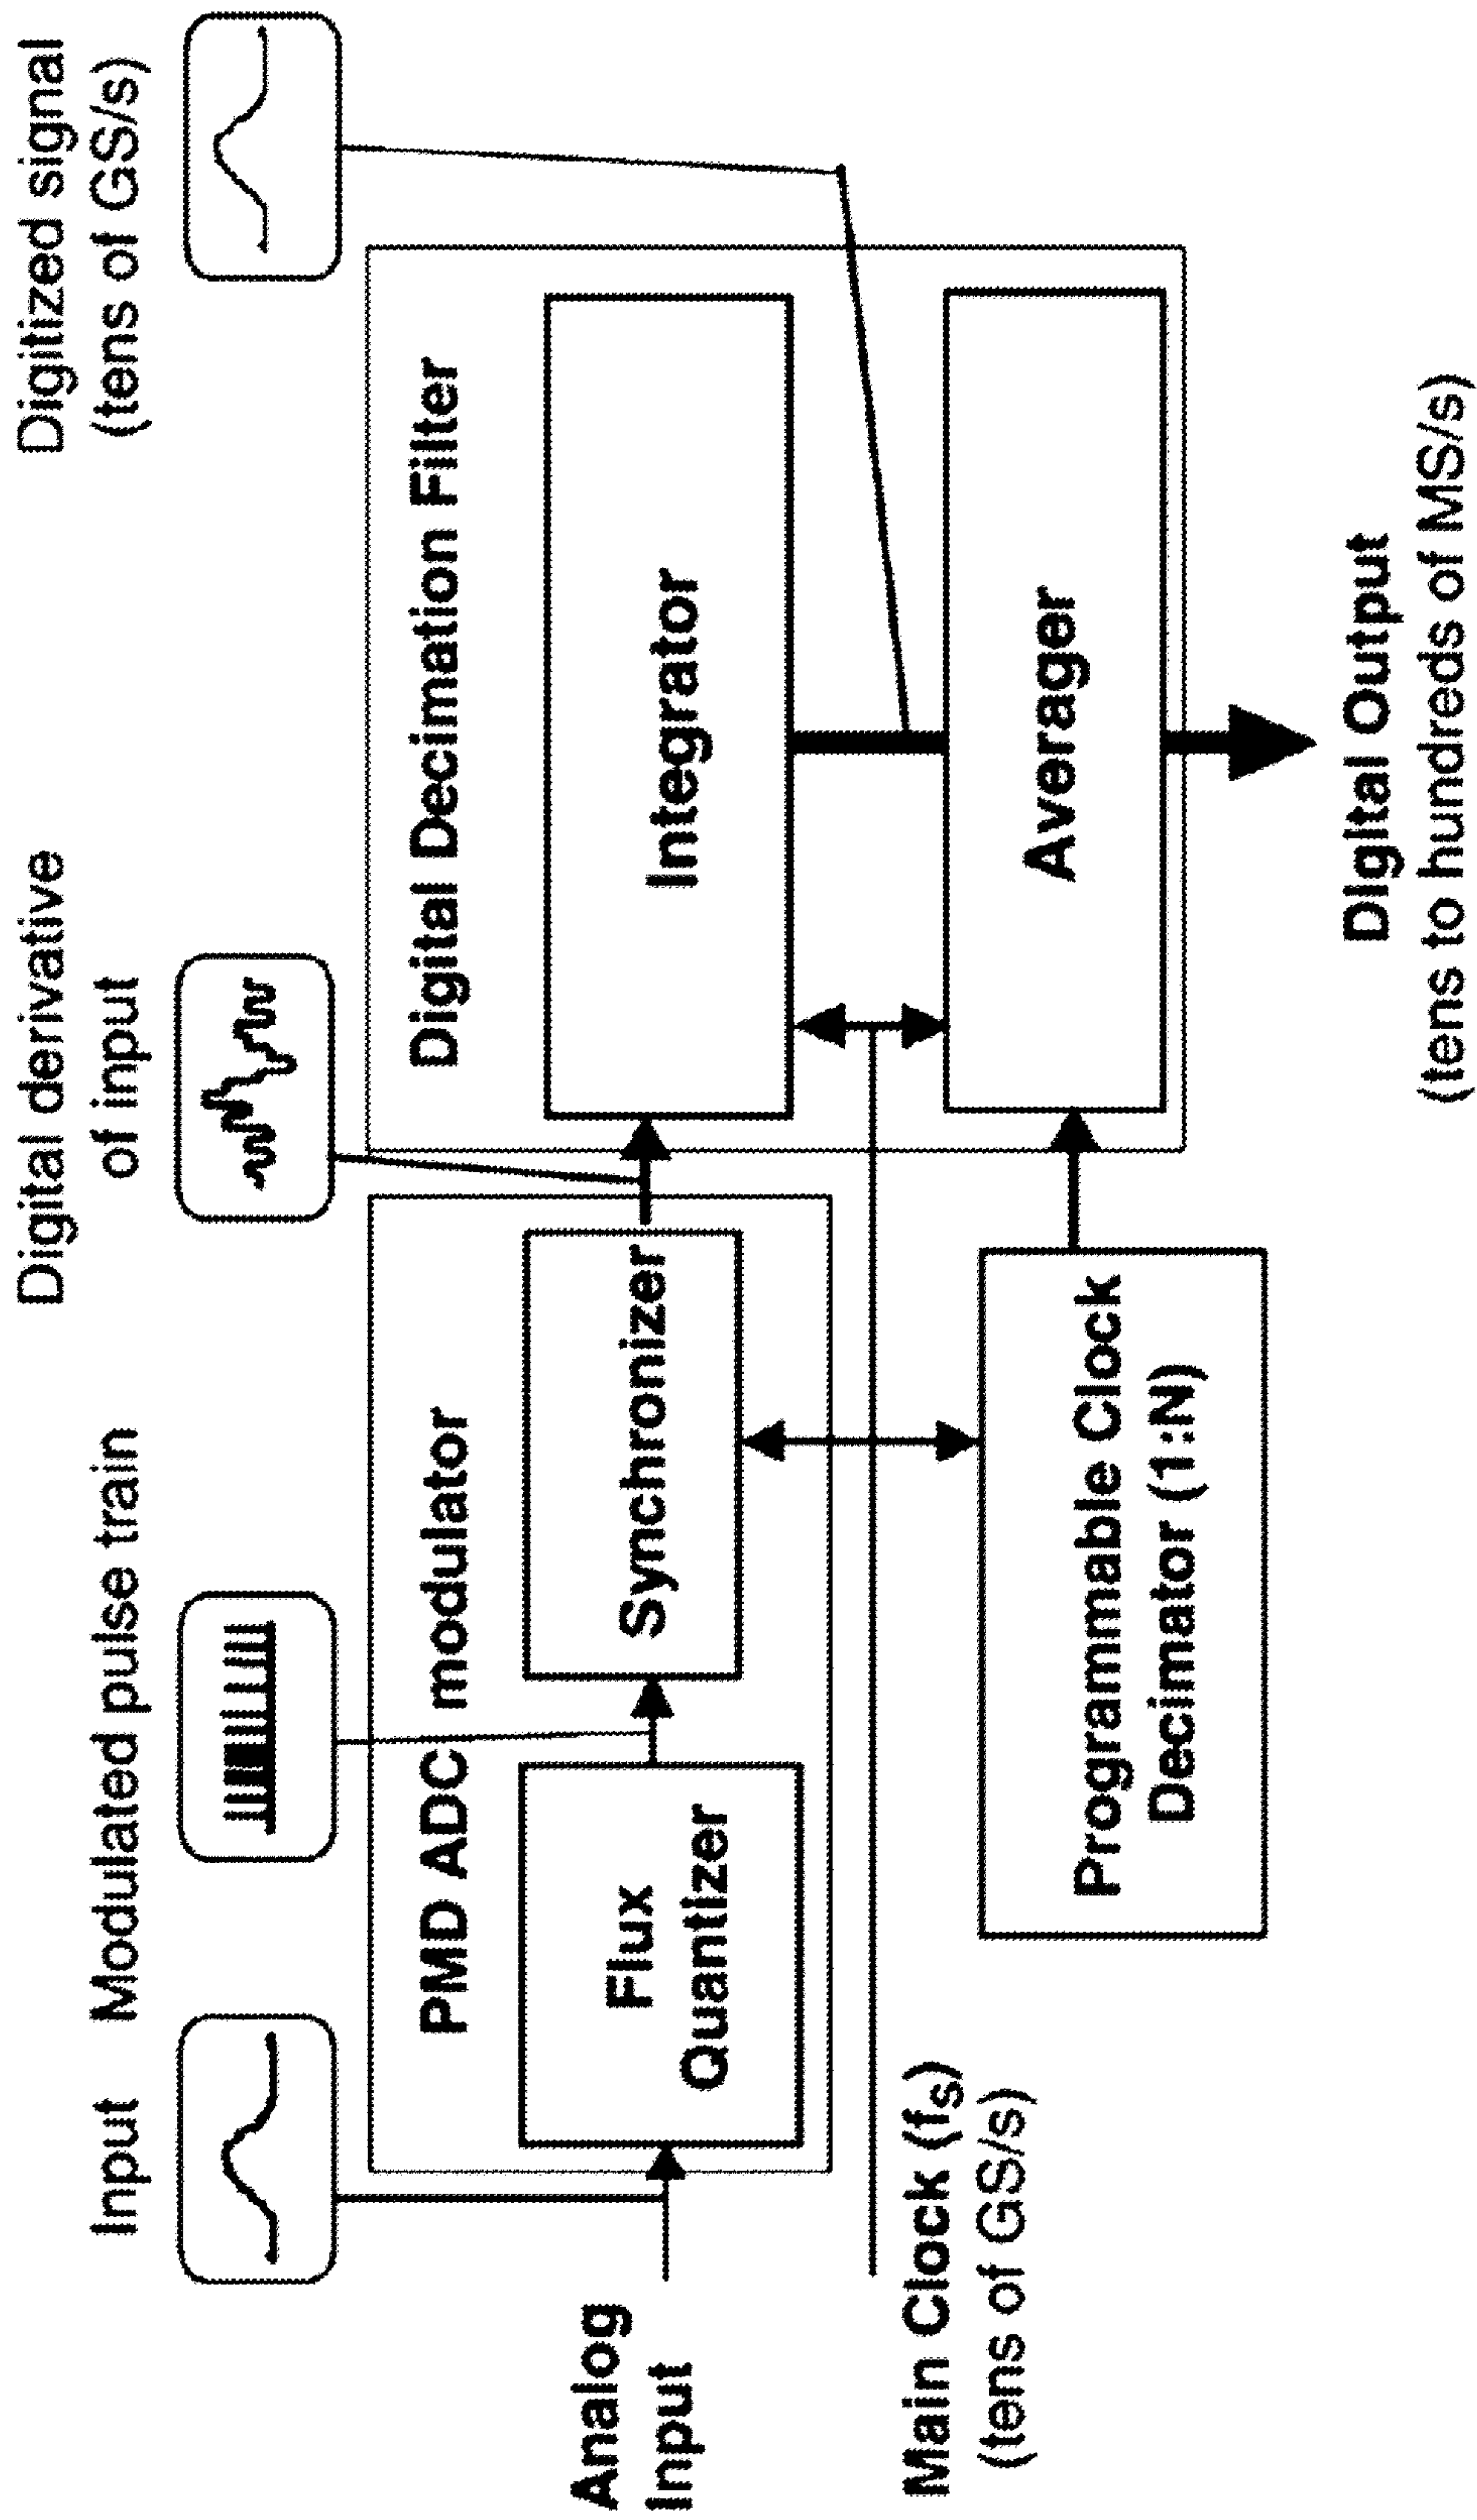 Input
Modulated pulse train
Digital derivative
of input
Digitized signal
(tens of GS/s)
PMD ADC modulator
Digital Decimation Filter
Analog
Input
Flux
Quantizer
Synchronizer
Integrator
Main Clock (fs)
(tens of GS/s)
Programmable Clock
Decimator (1:N)
Averager
Digital Output
(tens to hundreds of MS/s)